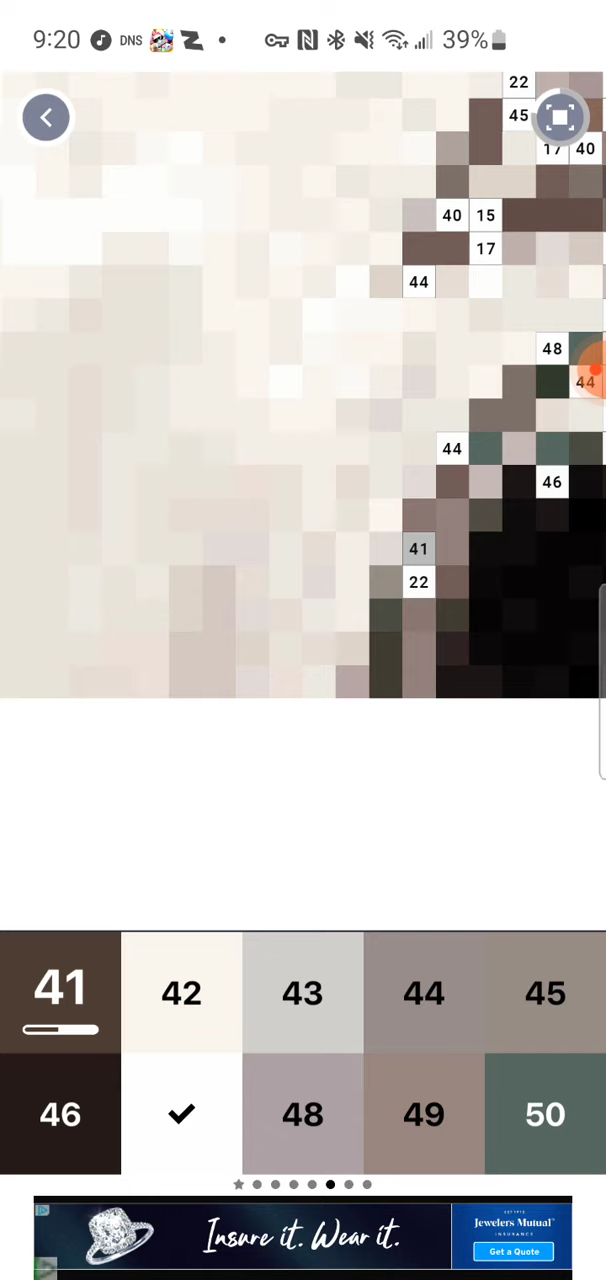 9:20 DNS 39%
22
45
17 40
40 15
17
44
48
44
44
46
41
22
41 42 43 44 45
46 48 49 50
Insure it. Wear it.
Jewelers Mutual
INSURANCE
Get a Quote